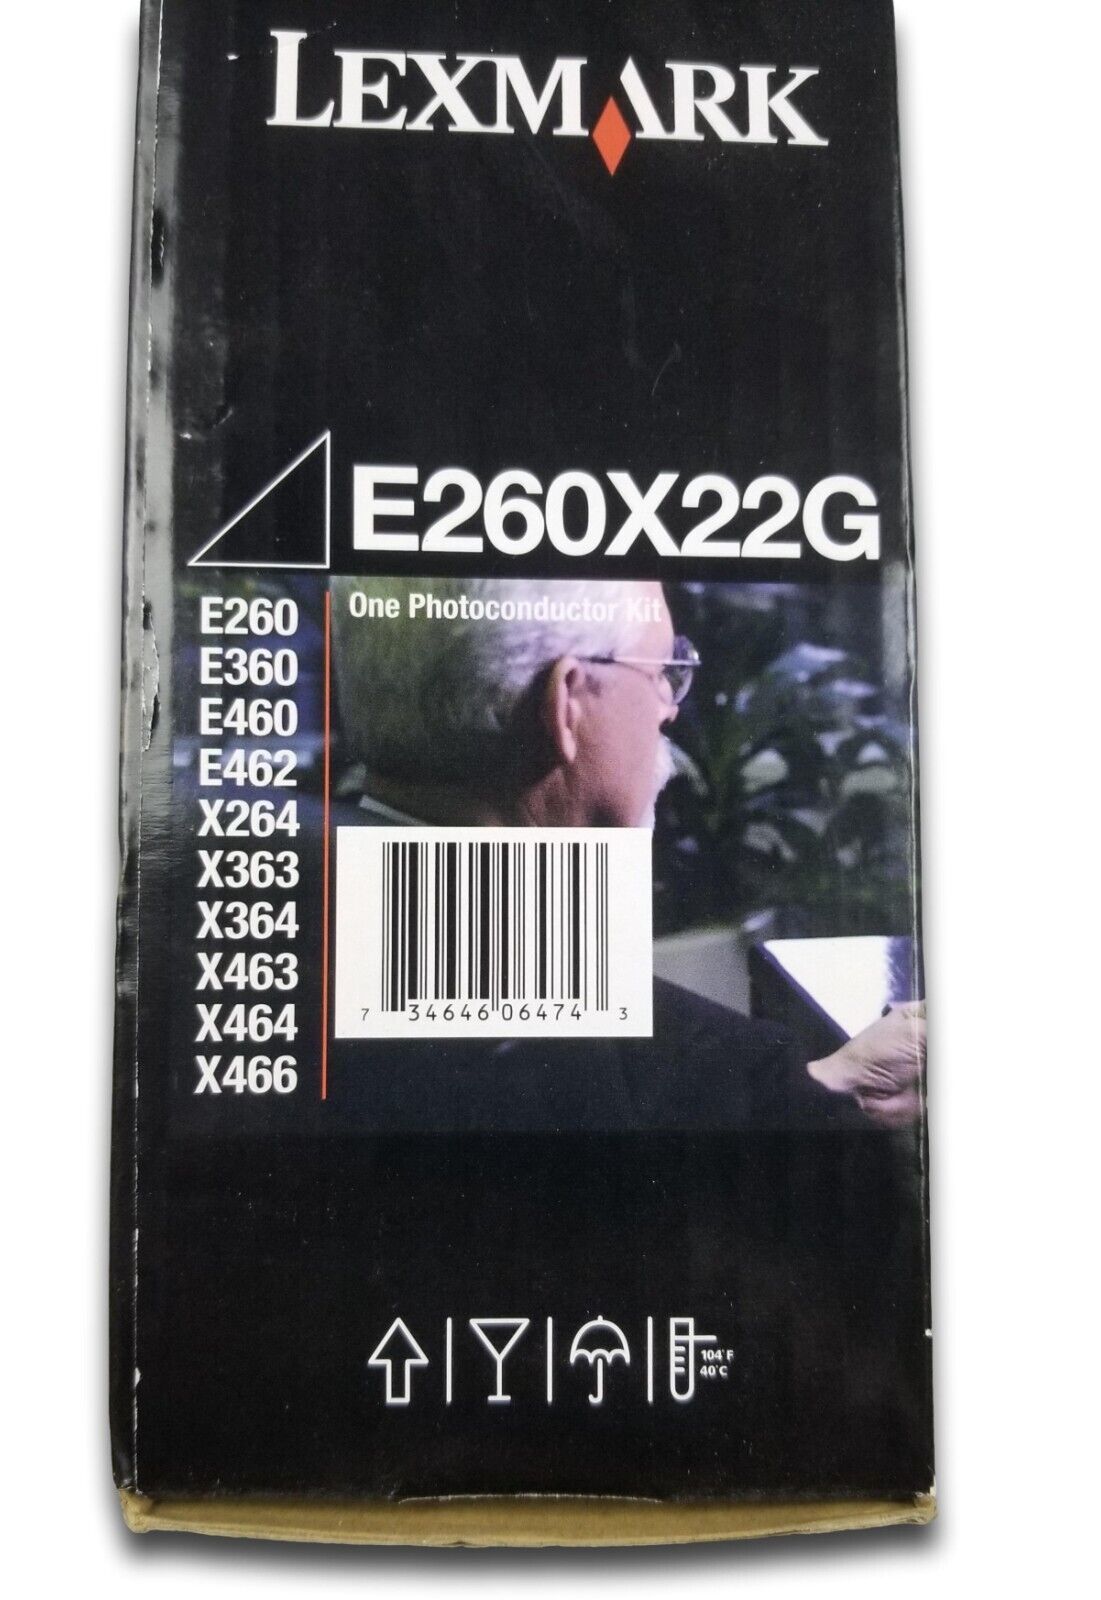 LEXMARK
E260X22G
One Photoconductor Kit
E260
E360
E460
E462
X264
X363
X364
X463
X464
X466
7 34646 06474 3
104°F
40°C